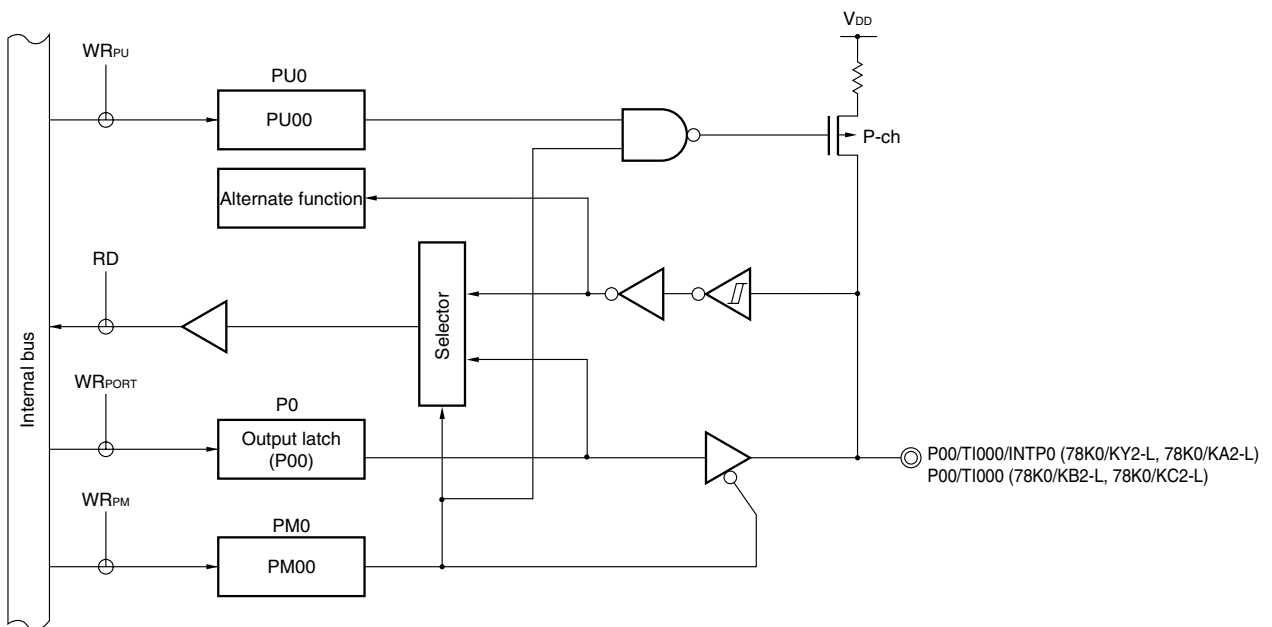 VDD
WRPU
PU0
PU00
P-ch
Alternate function
RD
Selector
Internal bus
WRPORT
P0
Output latch
(P00)
P00/TI000/INTP0 (78K0/KY2-L, 78K0/KA2-L)
P00/TI000 (78K0/KB2-L, 78K0/KC2-L)
WRPM
PM0
PM00